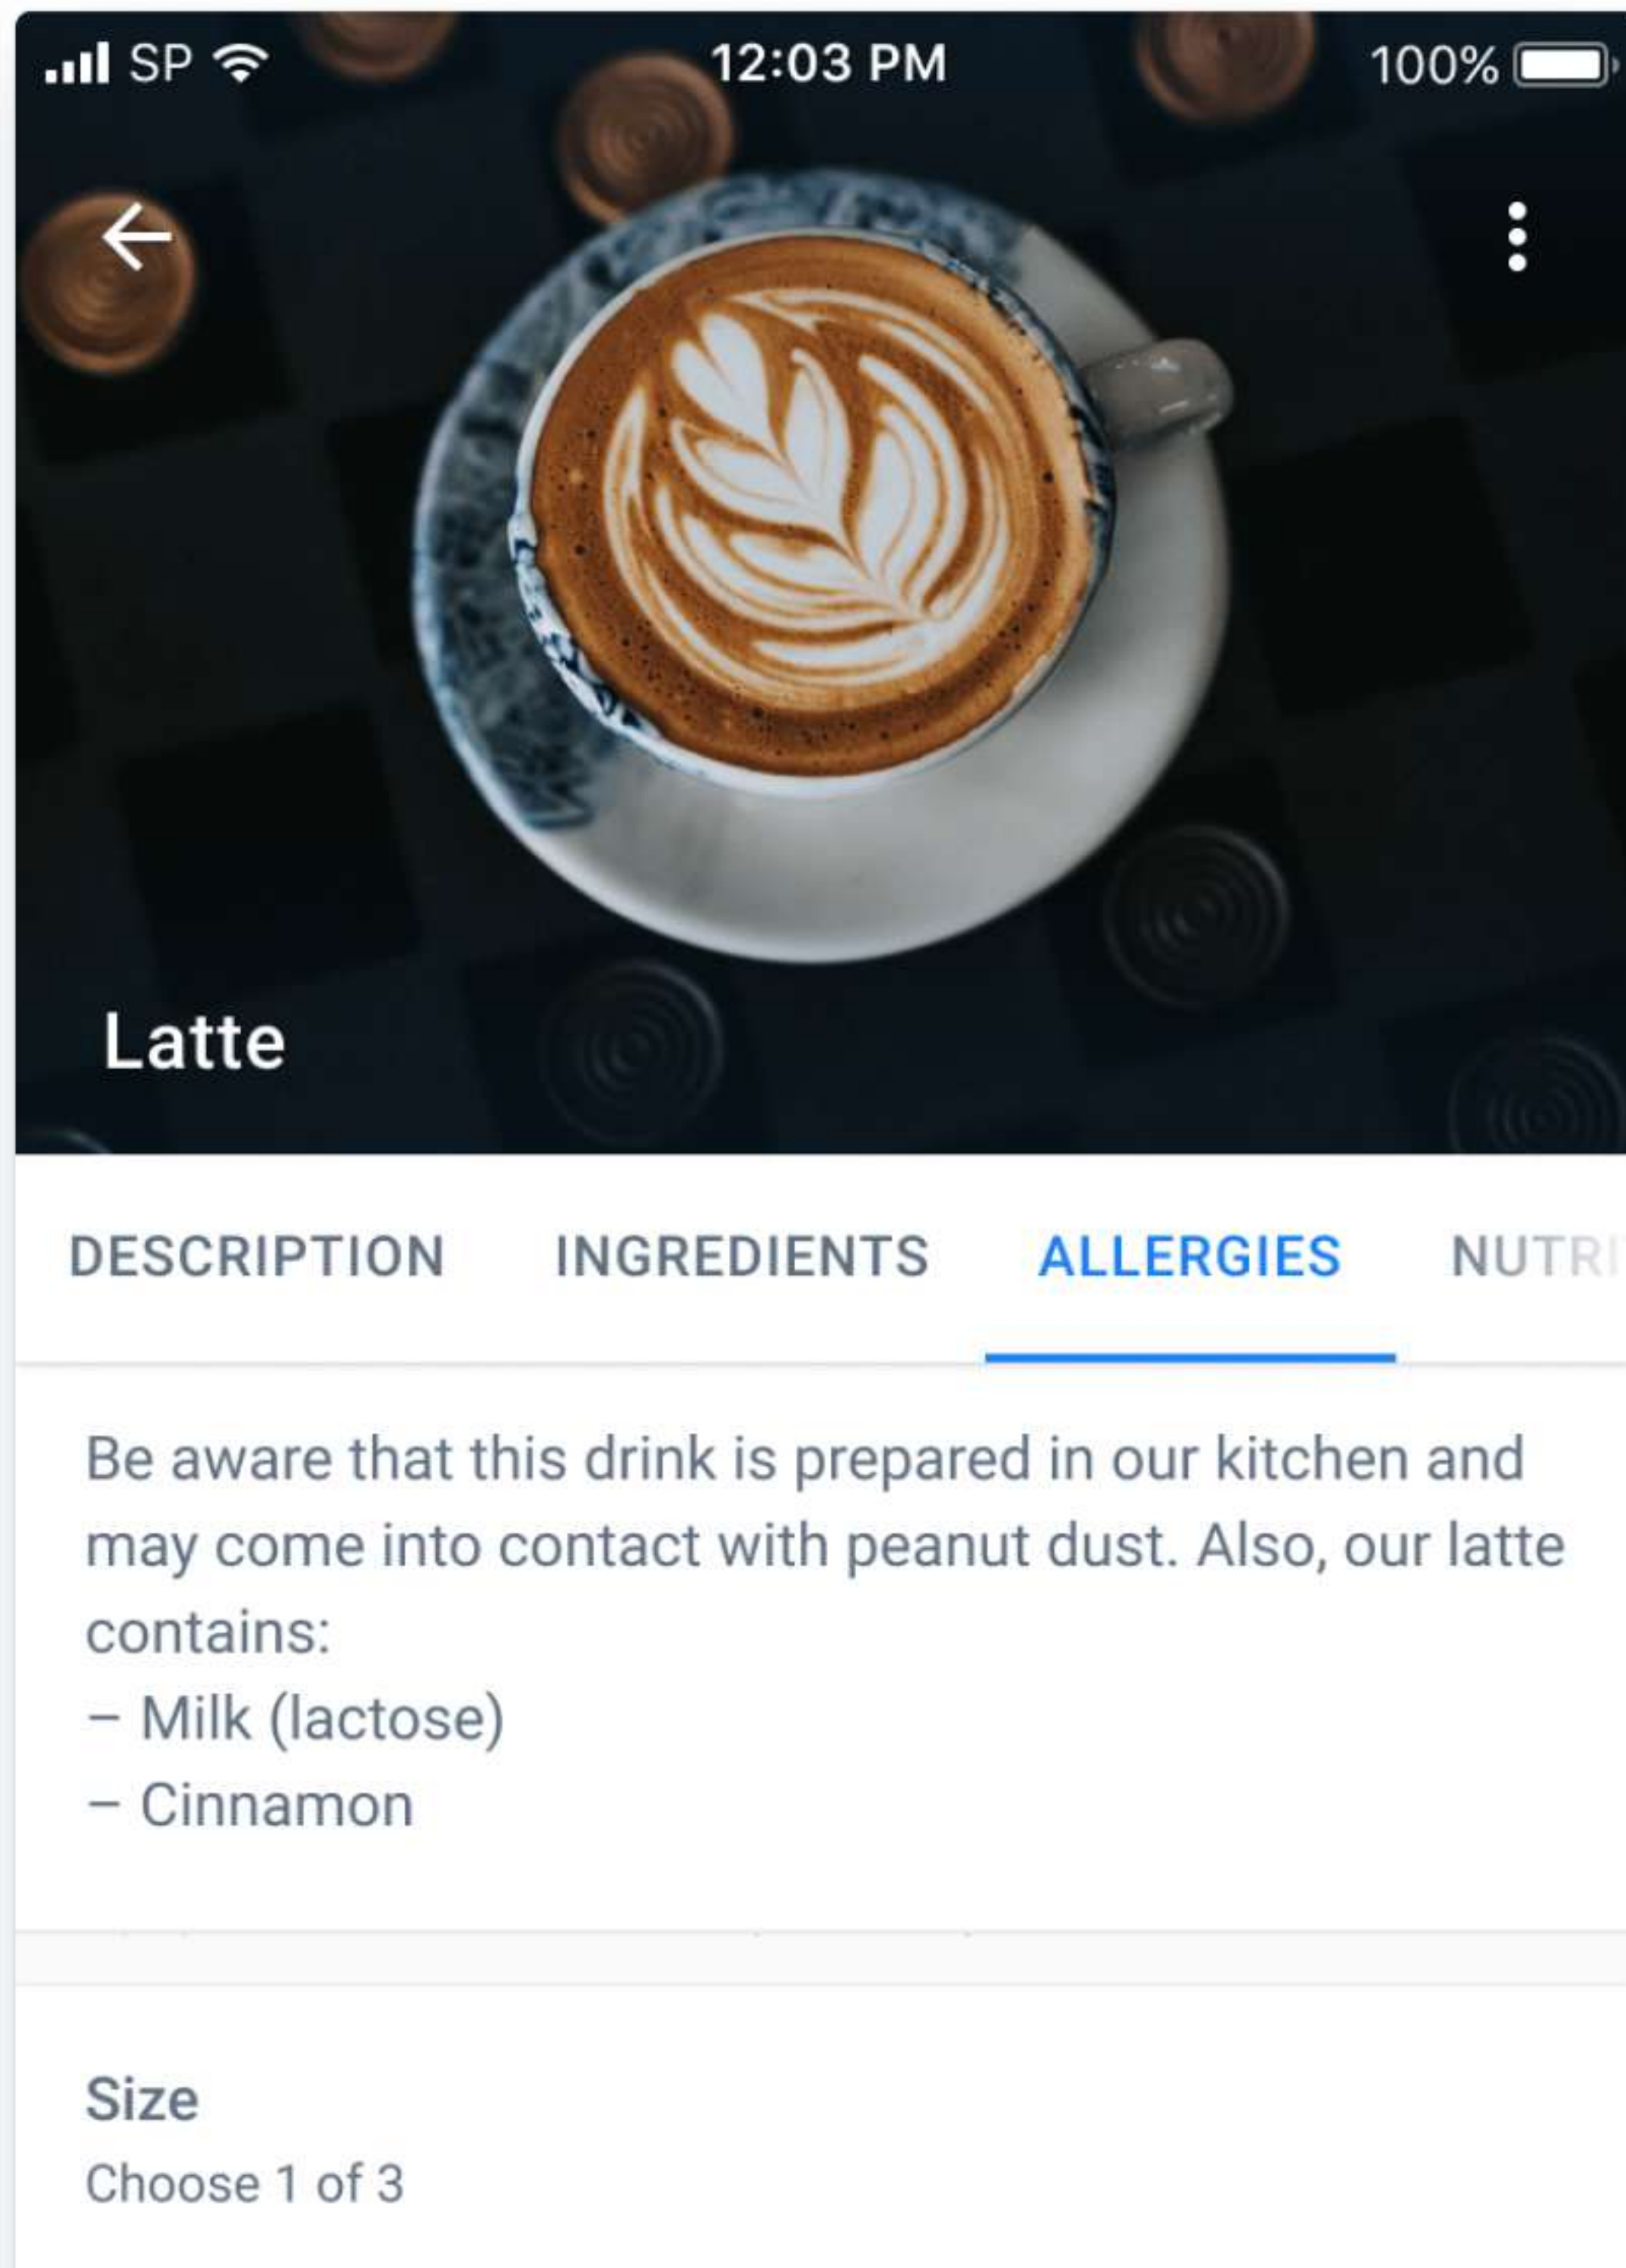 SP 12:03 PM 100%
Latte
DESCRIPTION INGREDIENTS ALLERGIES
Be aware that this drink is prepared in our kitchen and
may come into contact with peanut dust. Also, our latte
contains:
– Milk (lactose)
– Cinnamon
Size
Choose 1 of 3